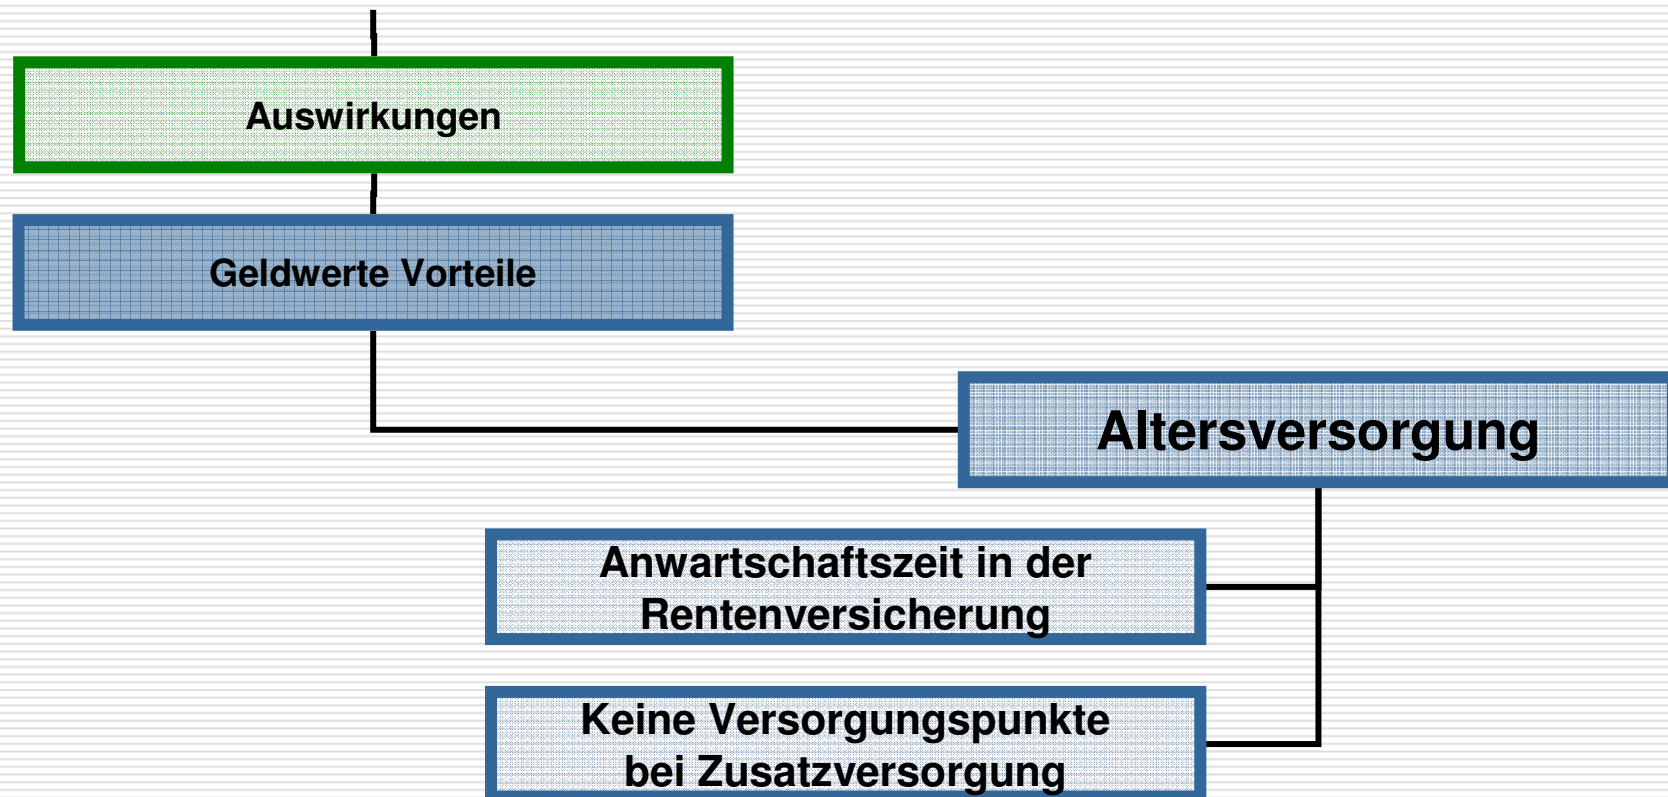 Auswirkungen
Geldwerte Vorteile
Altersversorgung
Anwartschaftszeit in der
Rentenversicherung
Keine Versorgungspunkte
bei Zusatzversorgung